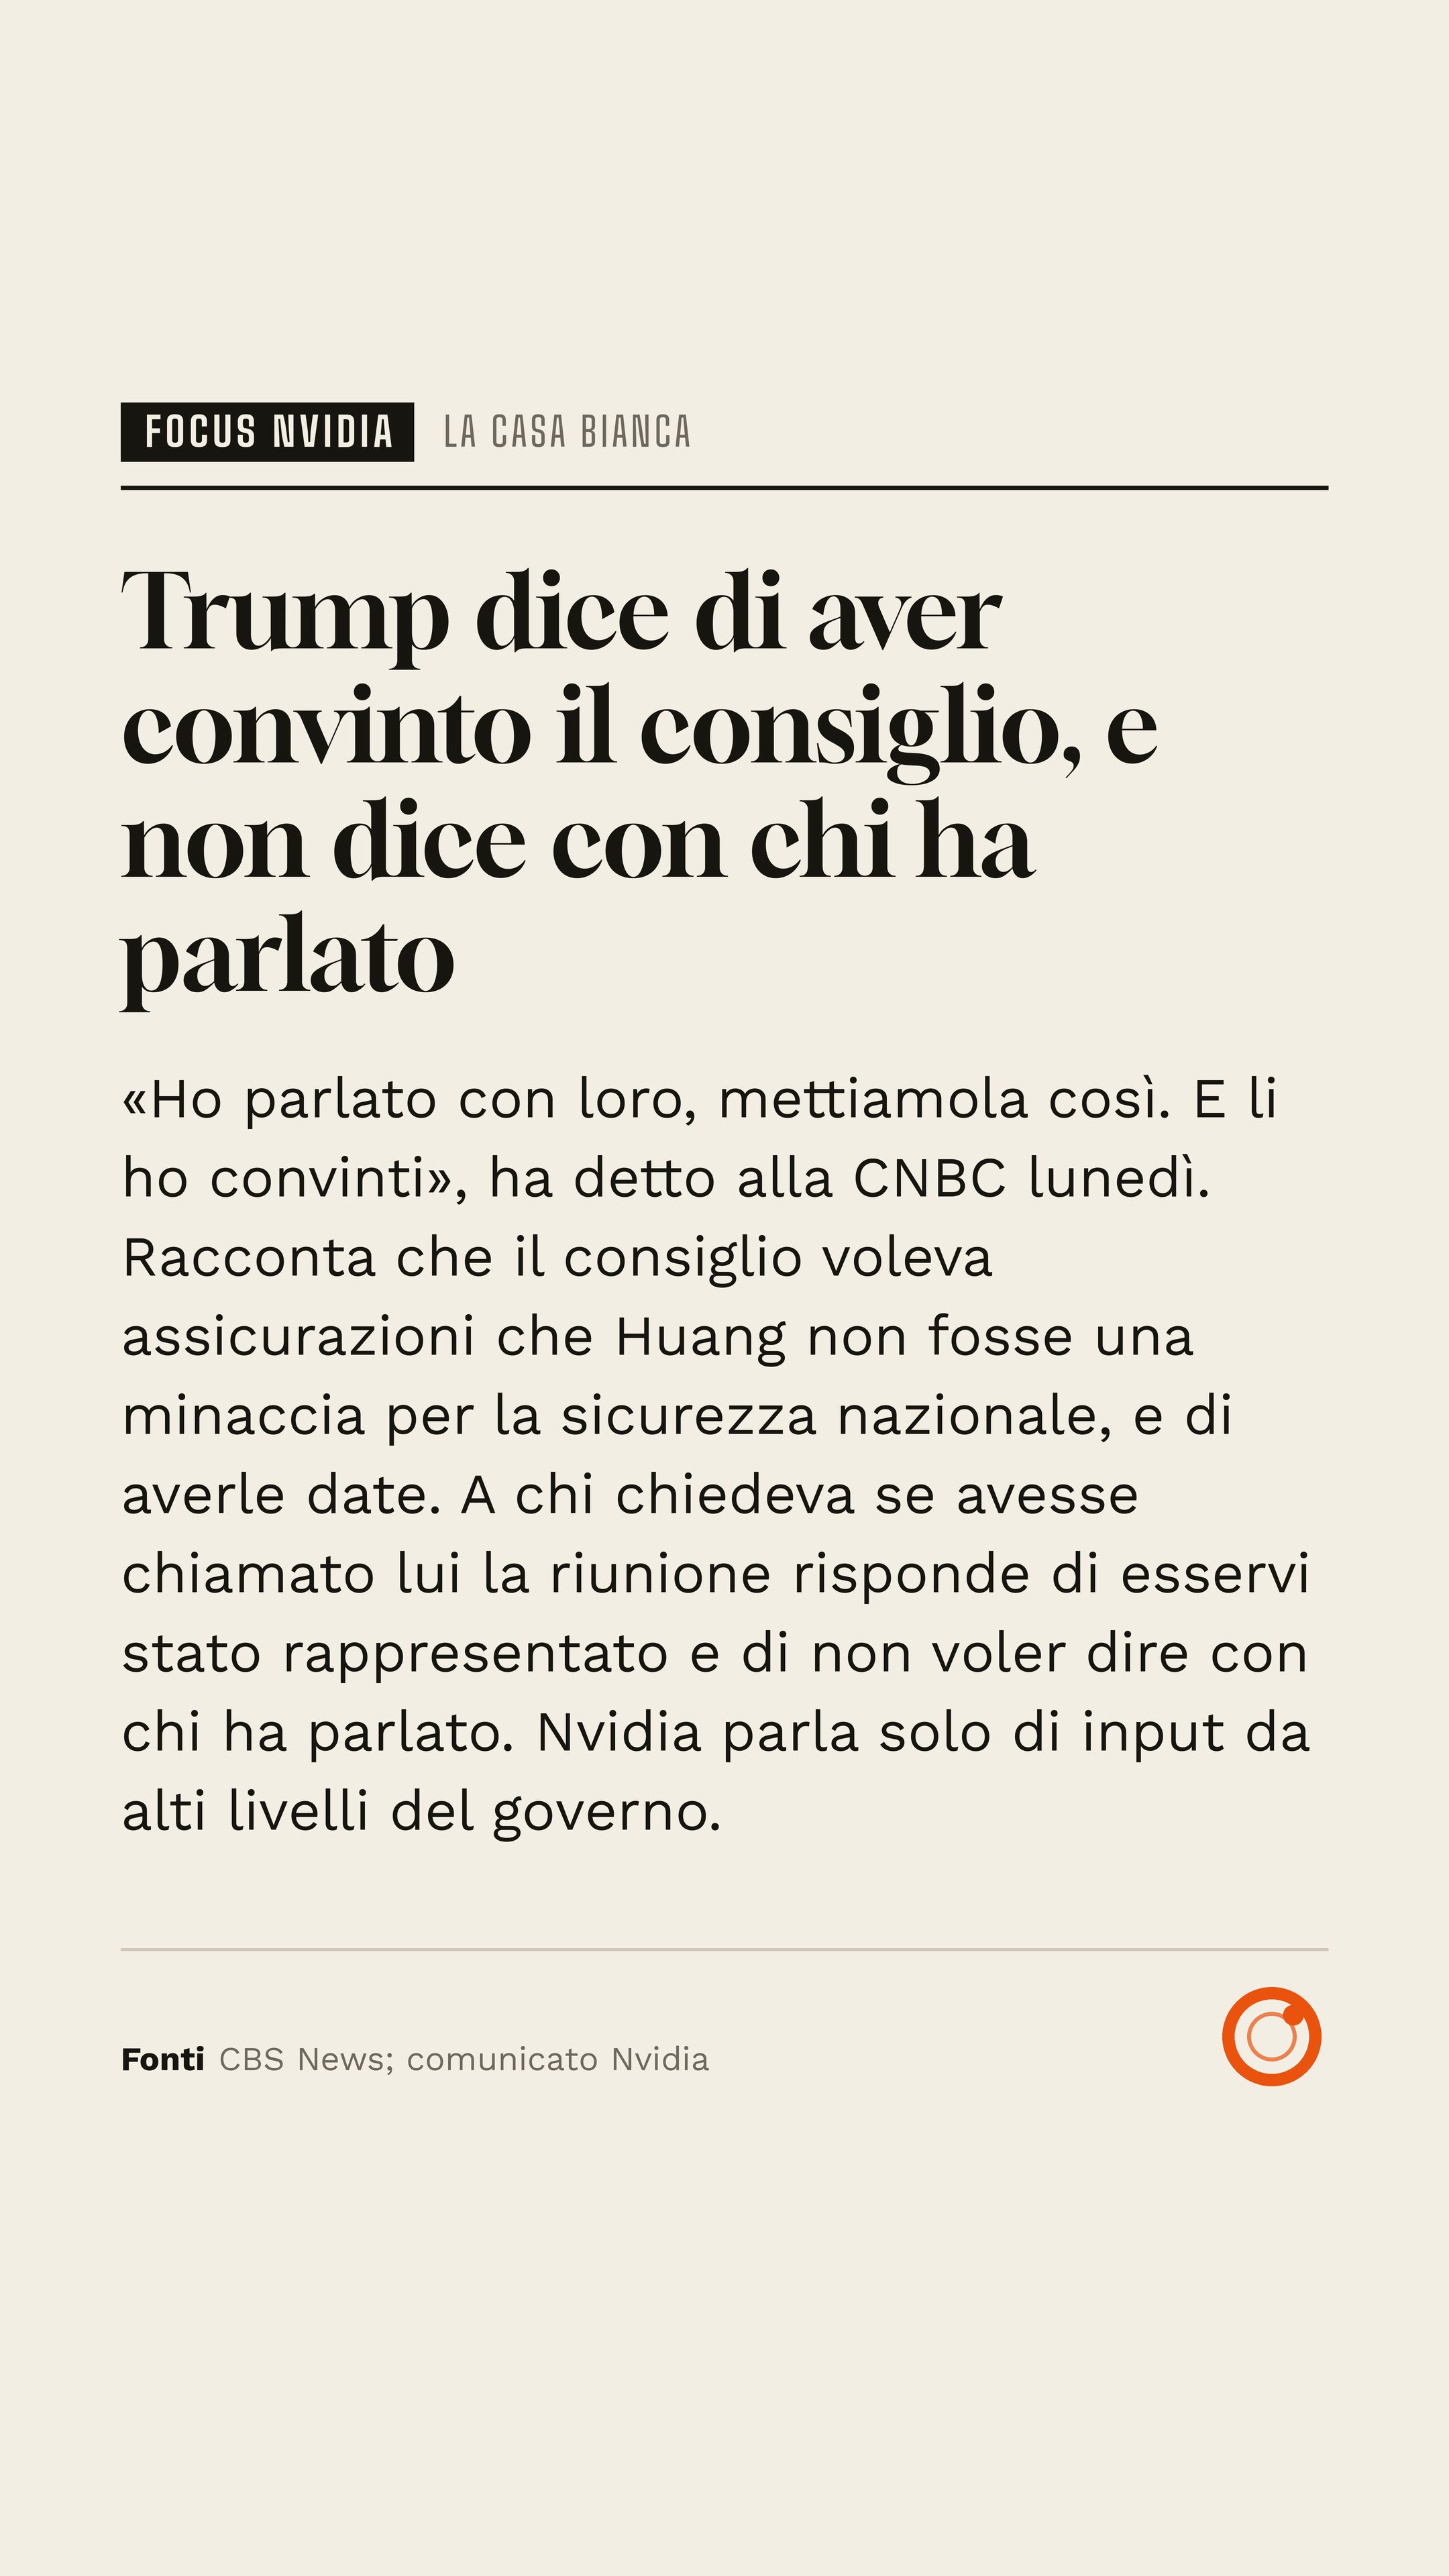 FOCUS NVIDIA LA CASA BIANCA
Trump dice di aver
convinto il consiglio, e
non dice con chi ha
parlato
«Ho parlato con loro, mettiamola così. E li
ho convinti», ha detto alla CNBC lunedì.
Racconta che il consiglio voleva
assicurazioni che Huang non fosse una
minaccia per la sicurezza nazionale, e di
averle date. A chi chiedeva se avesse
chiamato lui la riunione risponde di esservi
stato rappresentato e di non voler dire con
chi ha parlato. Nvidia parla solo di input da
alti livelli del governo.
Fonti CBS News; comunicato Nvidia